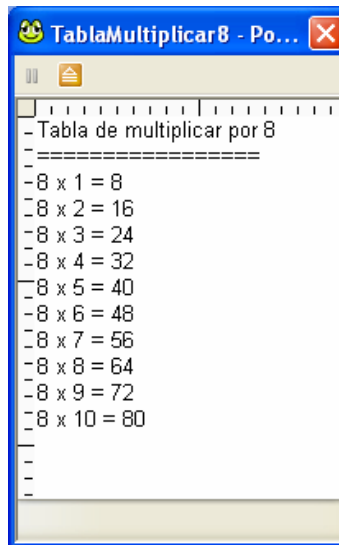 TablaMultiplicar8 - Po...
Tabla de multiplicar por 8
=================
8 x 1 = 8
8 x 2 = 16
8 x 3 = 24
8 x 4 = 32
8 x 5 = 40
8 x 6 = 48
8 x 7 = 56
8 x 8 = 64
8 x 9 = 72
8 x 10 = 80